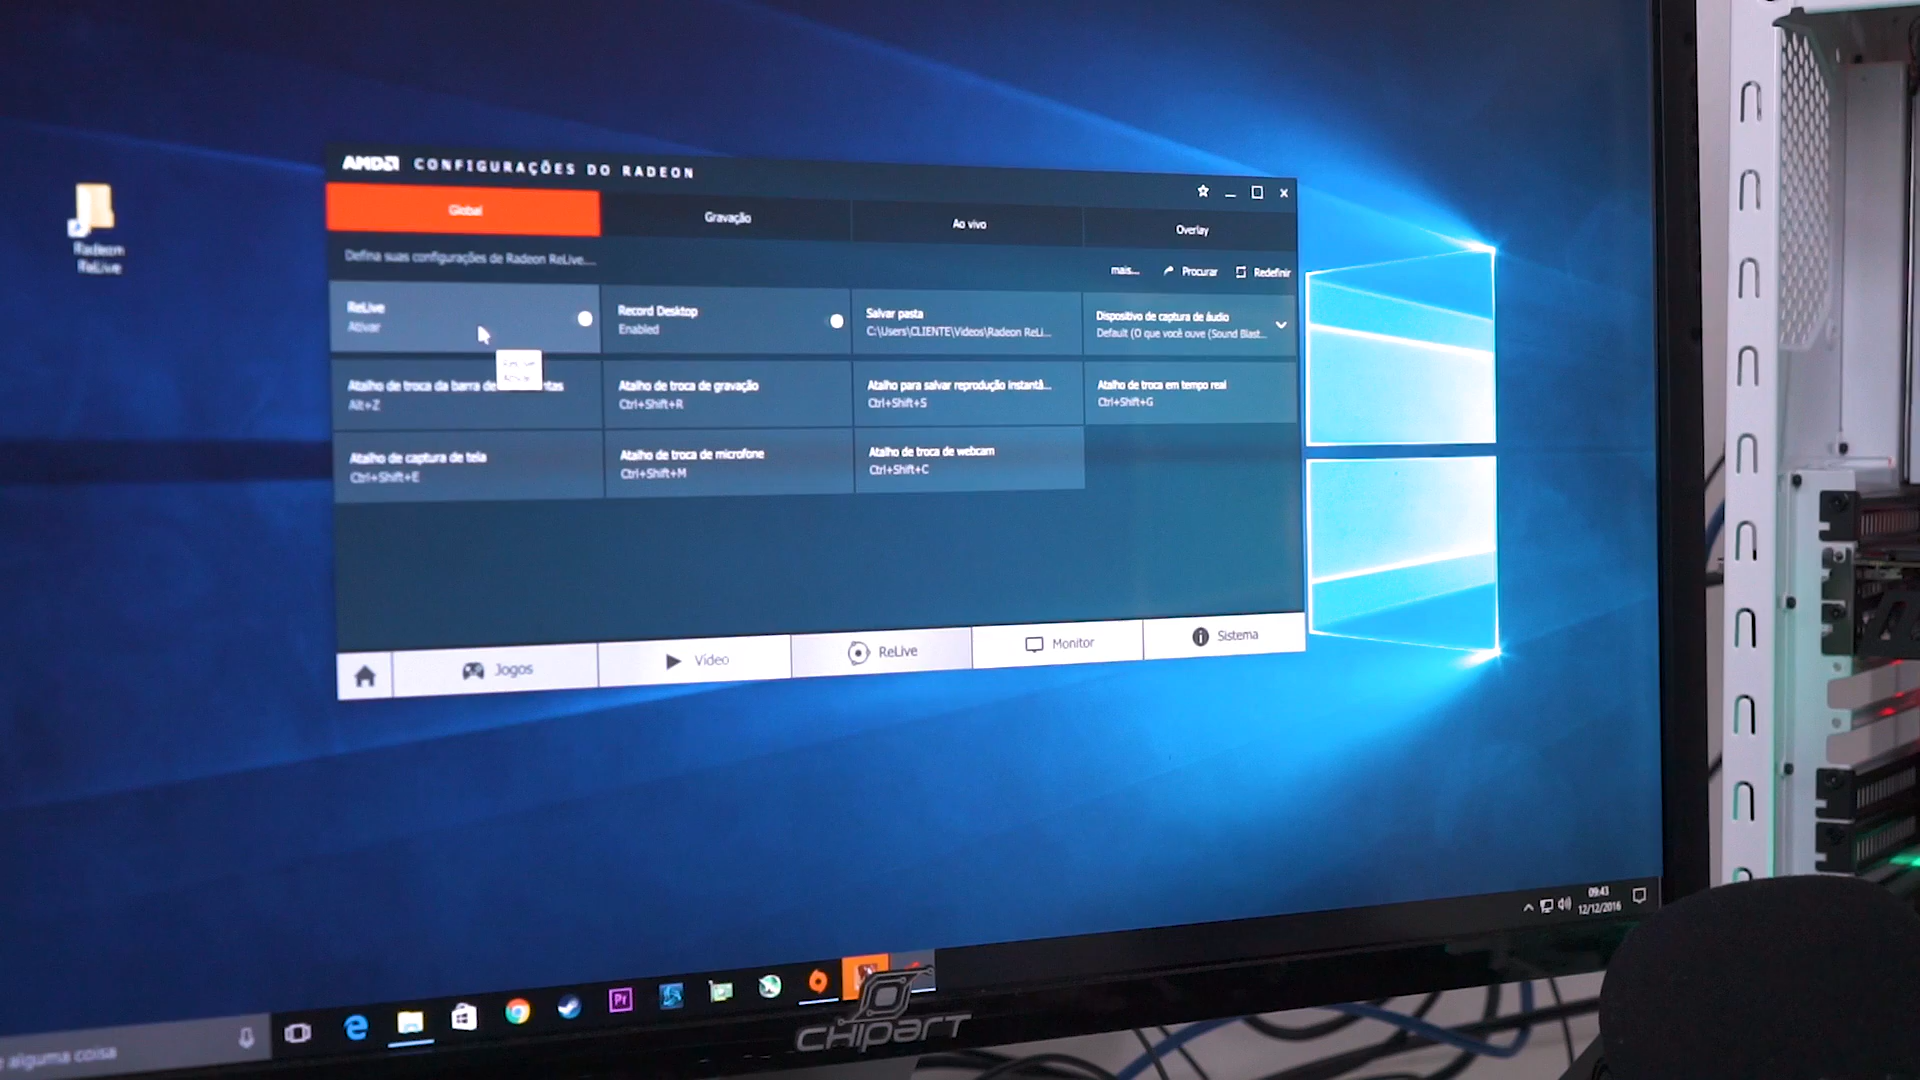 AMD CONFIGURAÇÕES DO RADEON
Global
Gravação
Ao vivo
Overlay
Defina suas configurações de Radeon ReLive....
mais...
Procurar
Redefinir
ReLive
Ativar
Record Desktop
Enabled
Salvar pasta
C:\Users\CLIENTE\Videos\Radeon ReLi...
Dispositivo de captura de áudio
Default (O que você ouve (Sound Blast...
Atalho de troca da barra de ntas
Alt+Z
Atalho de troca de gravação
Ctrl+Shift+R
Atalho para salvar reprodução instantâ...
Ctrl+Shift+S
Atalho de troca em tempo real
Ctrl+Shift+G
Atalho de captura de tela
Ctrl+Shift+E
Atalho de troca de microfone
Ctrl+Shift+M
Atalho de troca de webcam
Ctrl+Shift+C
Jogos
Vídeo
ReLive
Monitor
Sistema
Radeon
ReLive
09:43
12/12/2016
Pr
e alguma coisa
CHIPART